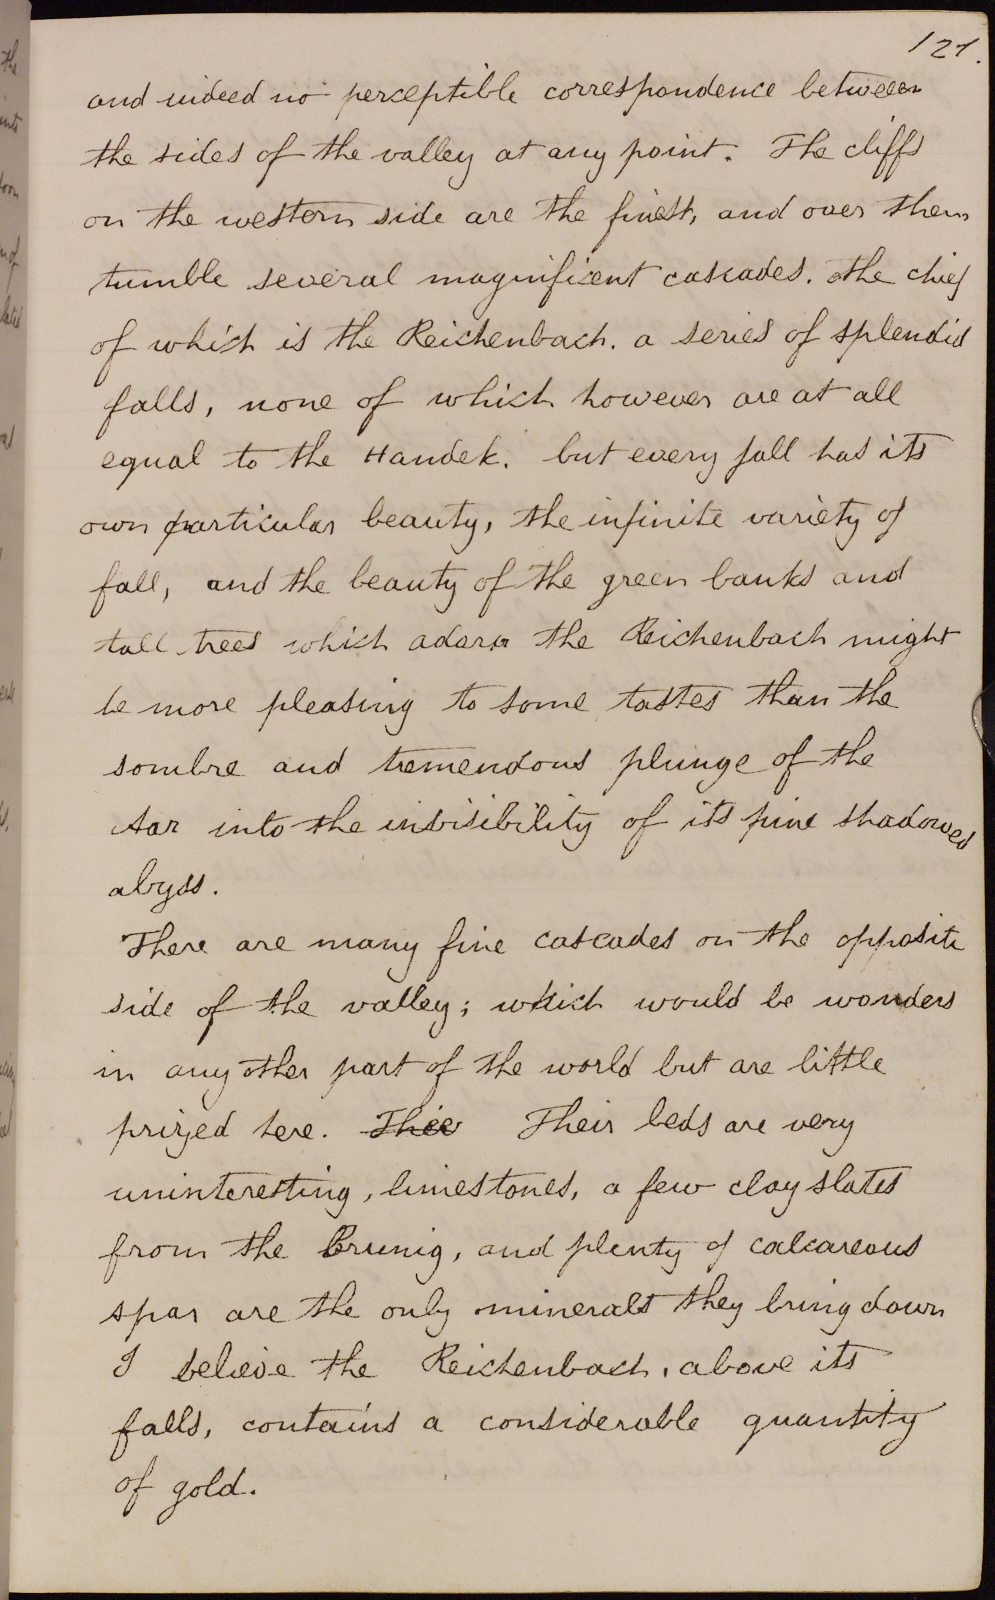 127.
and indeed no perceptible correspondence between
the sides of the valley at any point. The cliffs
on the western side are the finest, and over them
tumble several magnificent cascades. the chief
of which is the Reichenbach. a series of splendid
falls, none of which however are at all
equal to the Handek. but every fall has its
own particular beauty, the infinite variety of
fall, and the beauty of the green banks and
tall trees which adorn the Reichenbach might
be more pleasing to some tastes than the
sombre and tremendous plunge of the
Aar into the invisibility of its pine shadowed
abyss.
There are many fine cascades on the opposite
side of the valley; which would be wonders
in any other part of the world but are little
prized here. Their beds are very
uninteresting, limestones, a few clay slates
from the Brunig, and plenty of calcareous
spar are the only minerals they bring down
I believe the Reichenbach, above its
falls, contains a considerable quantity
of gold.